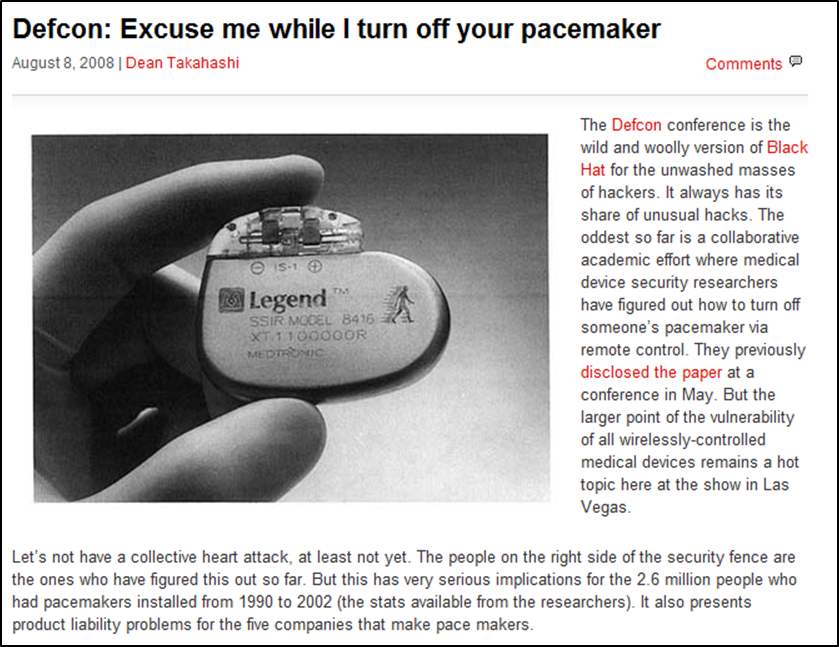 Defcon: Excuse me while I turn off your pacemaker
August 8, 2008 | Dean Takahashi
Comments
The Defcon conference is the
wild and woolly version of Black
Hat for the unwashed masses
of hackers. It always has its
share of unusual hacks. The
oddest so far is a collaborative
academic effort where medical
device security researchers
have figured out how to turn off
someone's pacemaker via
remote control. They previously
disclosed the paper at a
conference in May. But the
larger point of the vulnerability
of all wirelessly-controlled
medical devices remains a hot
topic here at the show in Las
Vegas.
⊖ IS-1 ⊕
Legend™
SSIR MODEL 8416
XT1100000R
MEDTRONIC
Let's not have a collective heart attack, at least not yet. The people on the right side of the security fence are
the ones who have figured this out so far. But this has very serious implications for the 2.6 million people who
had pacemakers installed from 1990 to 2002 (the stats available from the researchers). It also presents
product liability problems for the five companies that make pace makers.